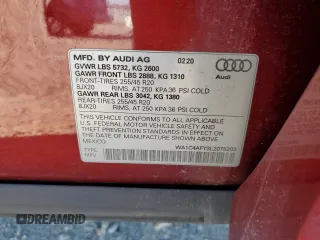 MFD. BY AUDI AG 02.20
GVWR LBS 5732, KG 2600
GAWR FRONT LBS 2888, KG 1310
FRONT-TIRES 255/45 R20
8JX20 RIMS, AT 250 KPA 36 PSI COLD
GAWR REAR LBS 3042, KG 1380
REAR-TIRES 255/45 R20
8JX20 RIMS, AT 250 KPA 36 PSI COLD
THIS VEHICLE CONFORMS TO ALL APPLICABLE
FEDERAL MOTOR VEHICLE SAFETY, BUMPER,
AND THEFT PREVENTION STANDARDS IN EFFECT ON
THE DATE OF MANUFACTURE SHOWN ABOVE
MEXICO
Audi
TYPE: MPV